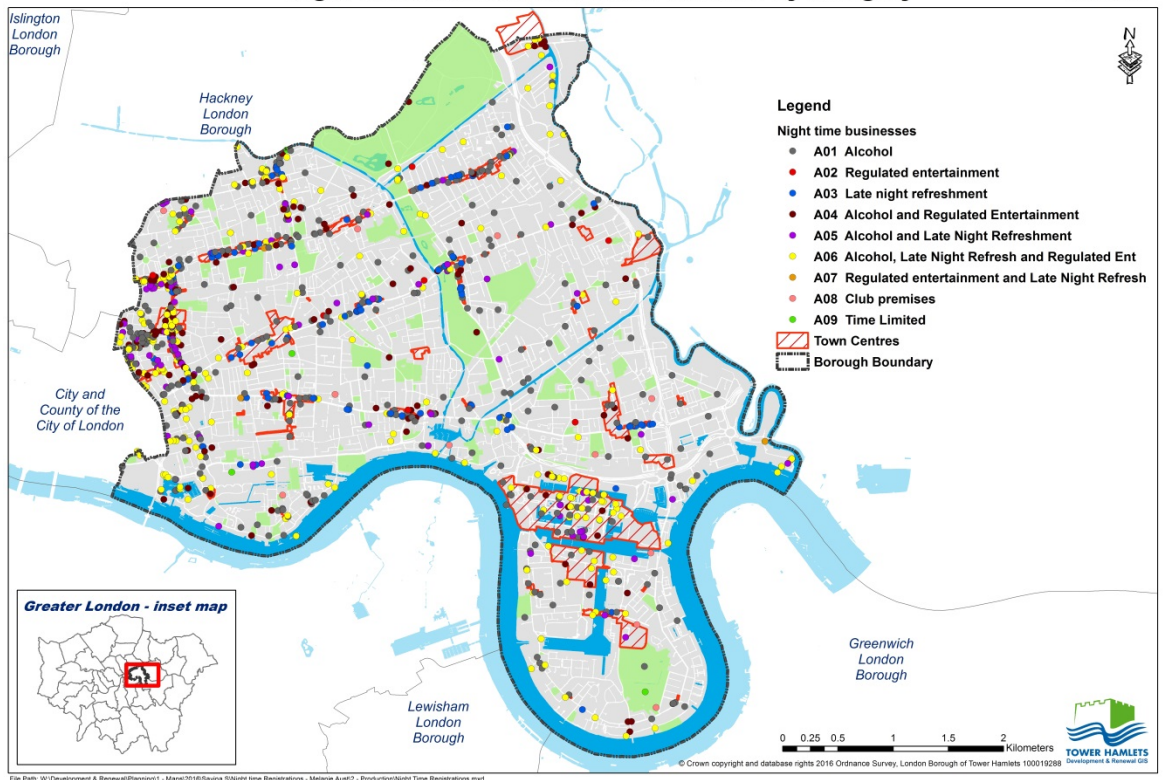 Islington
London
Borough
Hackney
London
Borough
N
Legend
Night time businesses
A01 Alcohol
A02 Regulated entertainment
A03 Late night refreshment
A04 Alcohol and Regulated Entertainment
A05 Alcohol and Late Night Refreshment
A06 Alcohol, Late Night Refresh and Regulated Ent
A07 Regulated entertainment and Late Night Refresh
A08 Club premises
A09 Time Limited
Town Centres
Borough Boundary
City and
County of the
City of London
Greater London - inset map
Lewisham
London
Borough
Greenwich
London
Borough
0 0.25 0.5 1 1.5 2
Kilometers
© Crown copyright and database rights 2016 Ordnance Survey, London Borough of Tower Hamlets 100019288
TOWER HAMLETS
Development & Renewal GIS